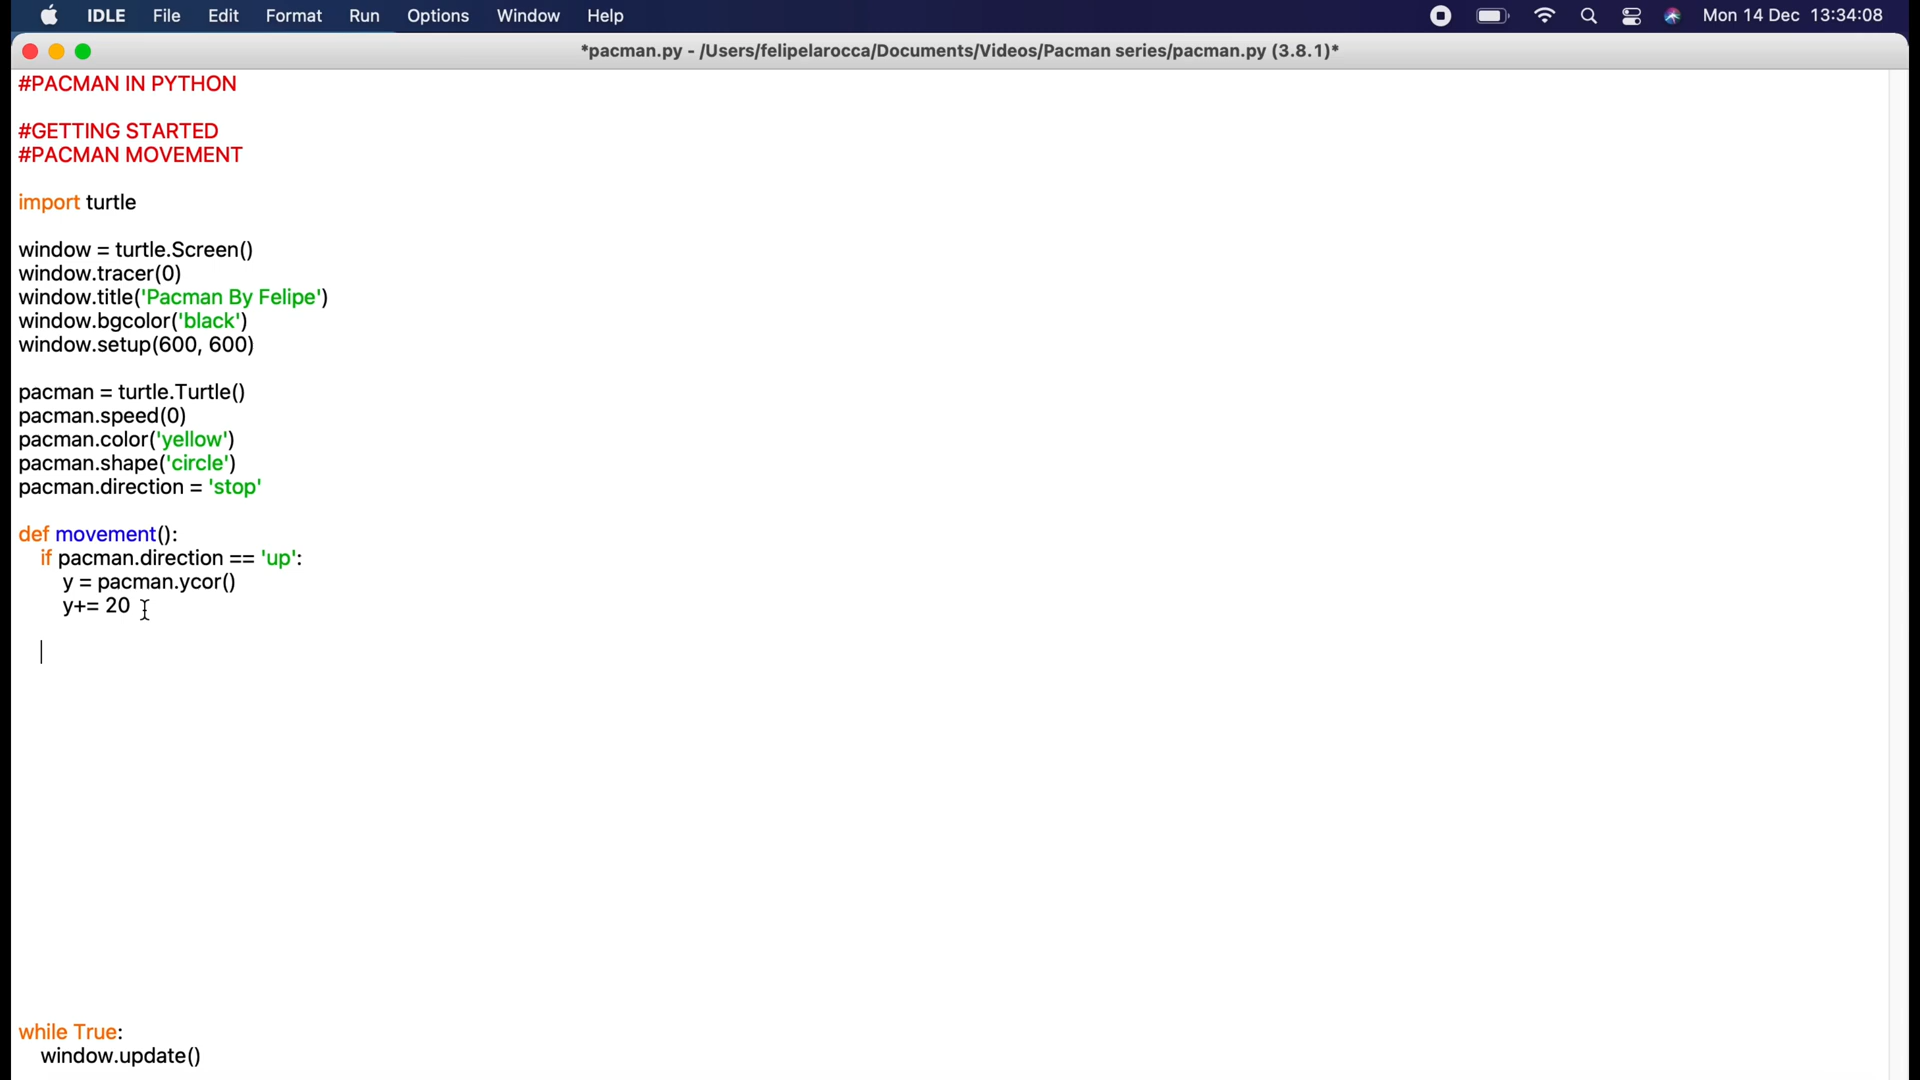 IDLE File Edit Format Run Options Window Help Mon 14 Dec 13:34:08
*pacman.py - /Users/felipelarocca/Documents/Videos/Pacman series/pacman.py (3.8.1)*
#PACMAN IN PYTHON
#GETTING STARTED
#PACMAN MOVEMENT
import turtle
window = turtle.Screen()
window.tracer(0)
window.title('Pacman By Felipe')
window.bgcolor('black')
window.setup(600, 600)
pacman = turtle.Turtle()
pacman.speed(0)
pacman.color('yellow')
pacman.shape('circle')
pacman.direction = 'stop'
def movement():
    if pacman.direction == 'up':
        y = pacman.ycor()
        y+= 20
while True:
    window.update()